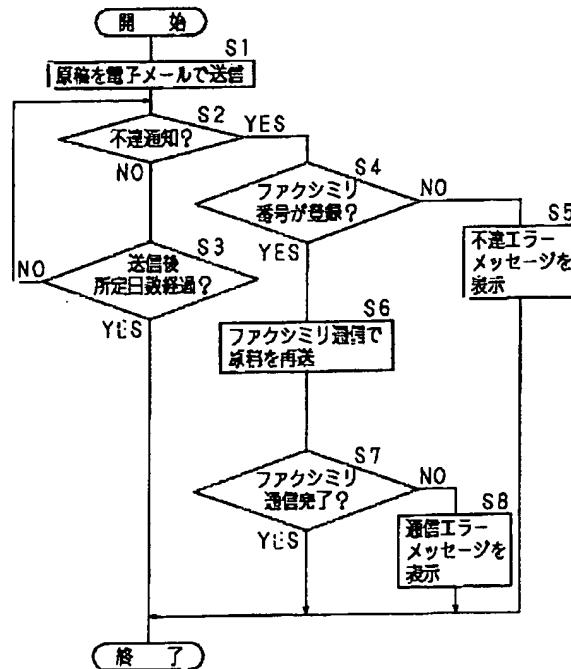 開 始
S1
原稿を電子メールで送信
S2
不達通知?
YES
NO
S4
ファクシミリ
番号が登録?
NO
YES
S5
不達エラー
メッセージを
表示
S3
送信後
所定日数経過?
NO
YES
S6
ファクシミリ通信で
原料を再送
S7
ファクシミリ
通信完了?
NO
YES
S8
通信エラー
メッセージを
表示
終 了